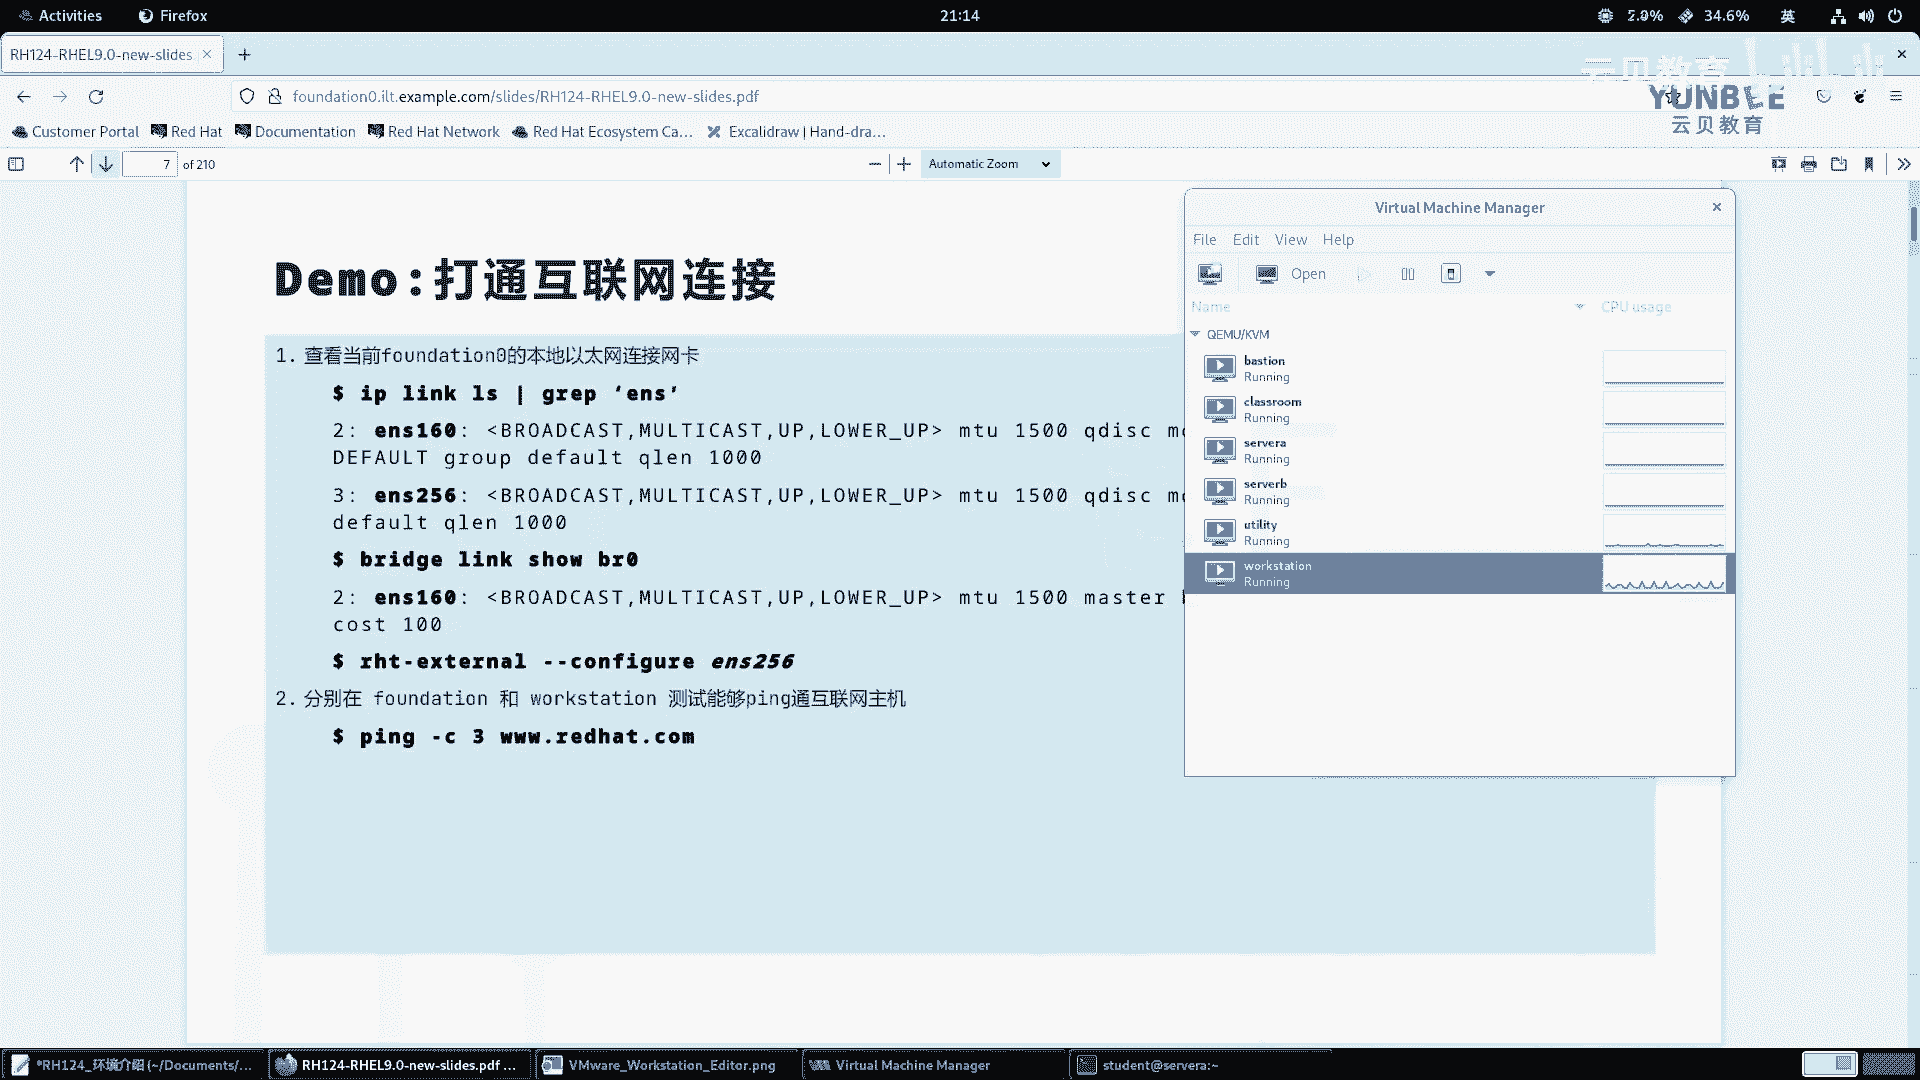 Activities
Firefox
21:14
2.0%
34.6%
英
RH124-RHEL9.0-new-slides
foundation0.ilt.example.com/slides/RH124-RHEL9.0-new-slides.pdf
云贝教育
YUNBEE
云贝教育
Customer Portal
Red Hat
Documentation
Red Hat Network
Red Hat Ecosystem Ca…
Excalidraw | Hand-dra…
7 of 210
Automatic Zoom
Demo:打通互联网连接
1. 查看当前foundation0的本地以太网连接网卡
$ ip link ls | grep ‘ens’
2: ens160: <BROADCAST,MULTICAST,UP,LOWER_UP> mtu 1500 qdisc
DEFAULT group default qlen 1000
3: ens256: <BROADCAST,MULTICAST,UP,LOWER_UP> mtu 1500 qdisc
default qlen 1000
$ bridge link show br0
2: ens160: <BROADCAST,MULTICAST,UP,LOWER_UP> mtu 1500 master
cost 100
$ rht-external --configure ens256
2. 分别在 foundation 和 workstation 测试能够ping通互联网主机
$ ping -c 3 www.redhat.com
Virtual Machine Manager
File Edit View Help
Open
Name
CPU usage
QEMU/KVM
bastion
Running
classroom
Running
servera
Running
serverb
Running
utility
Running
workstation
Running
*RH124_环境介绍 (~/Documents/…
RH124-RHEL9.0-new-slides.pdf …
VMware_Workstation_Editor.png
Virtual Machine Manager
student@servera:~